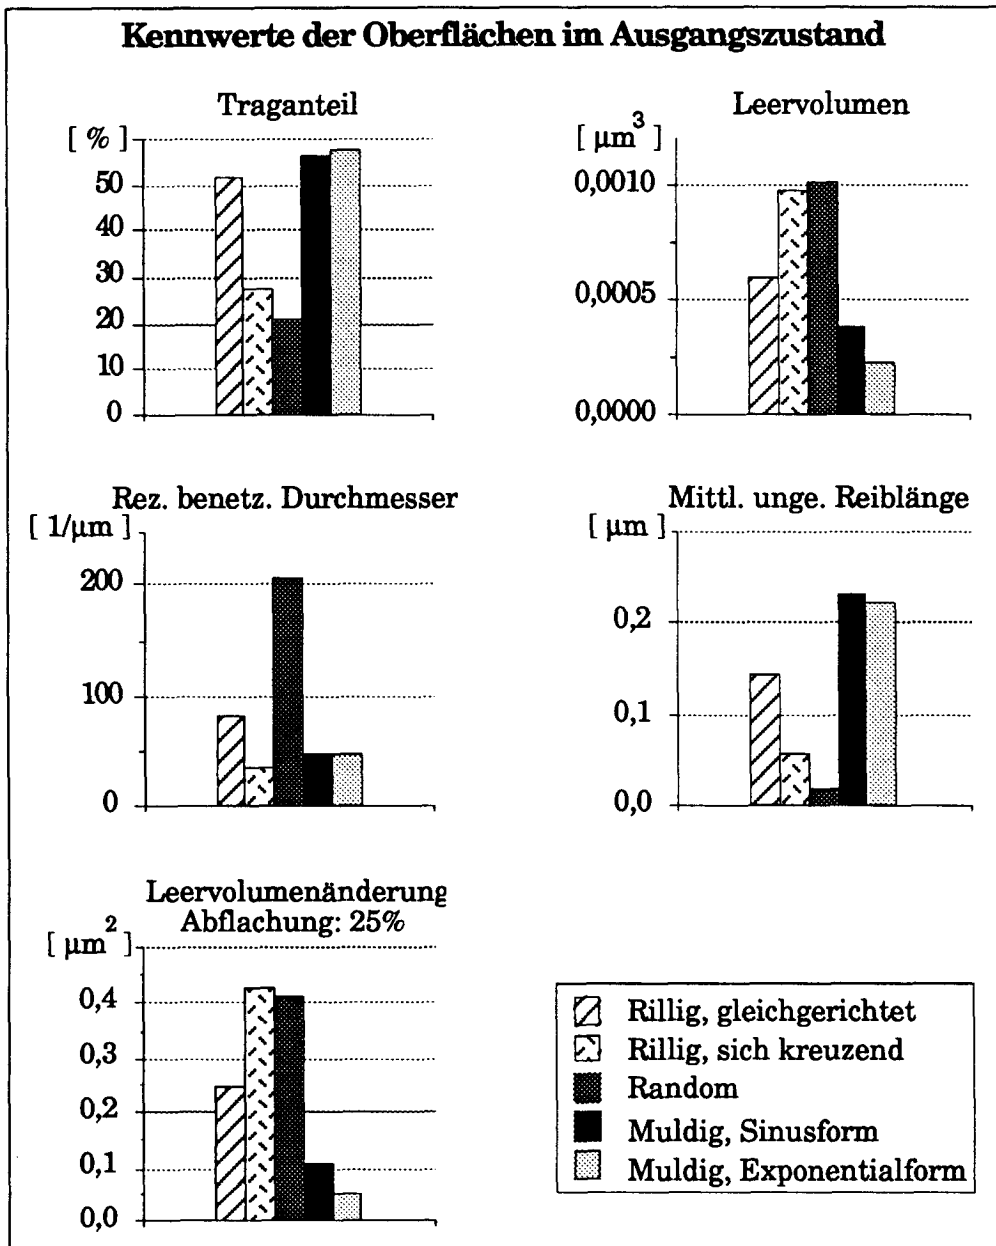 Kennwerte der Oberflächen im Ausgangszustand
Traganteil
[ % ]
50
40
30
20
10
0
Leervolumen
[ µm³ ]
0,0010
0,0005
0,0000
Rez. benetz. Durchmesser
[ 1/µm ]
200
100
0
Mittl. unge. Reiblänge
[ µm ]
0,2
0,1
0,0
Leervolumenänderung
Abflachung: 25%
[ µm² ]
0,4
0,3
0,2
0,1
0,0
Rillig, gleichgerichtet
Rillig, sich kreuzend
Random
Muldig, Sinusform
Muldig, Exponentialform